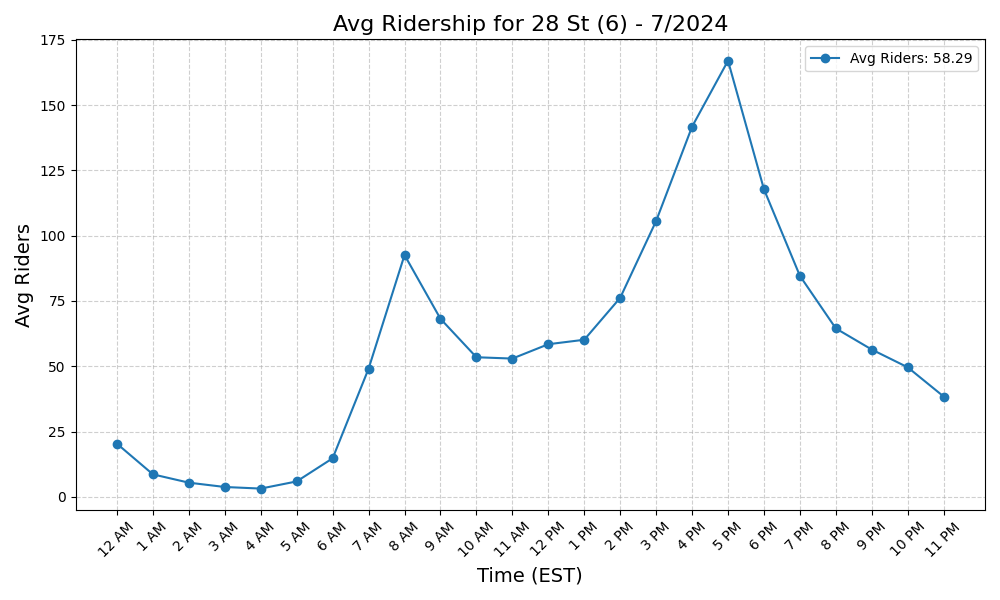 Avg Ridership for 28 St (6) - 7/2024
Avg Riders: 58.29
Avg Riders
175
150
125
100
75
50
25
0
12 AM
1 AM
2 AM
3 AM
4 AM
5 AM
6 AM
7 AM
8 AM
9 AM
10 AM
11 AM
12 PM
1 PM
2 PM
3 PM
4 PM
5 PM
6 PM
7 PM
8 PM
9 PM
10 PM
11 PM
Time (EST)